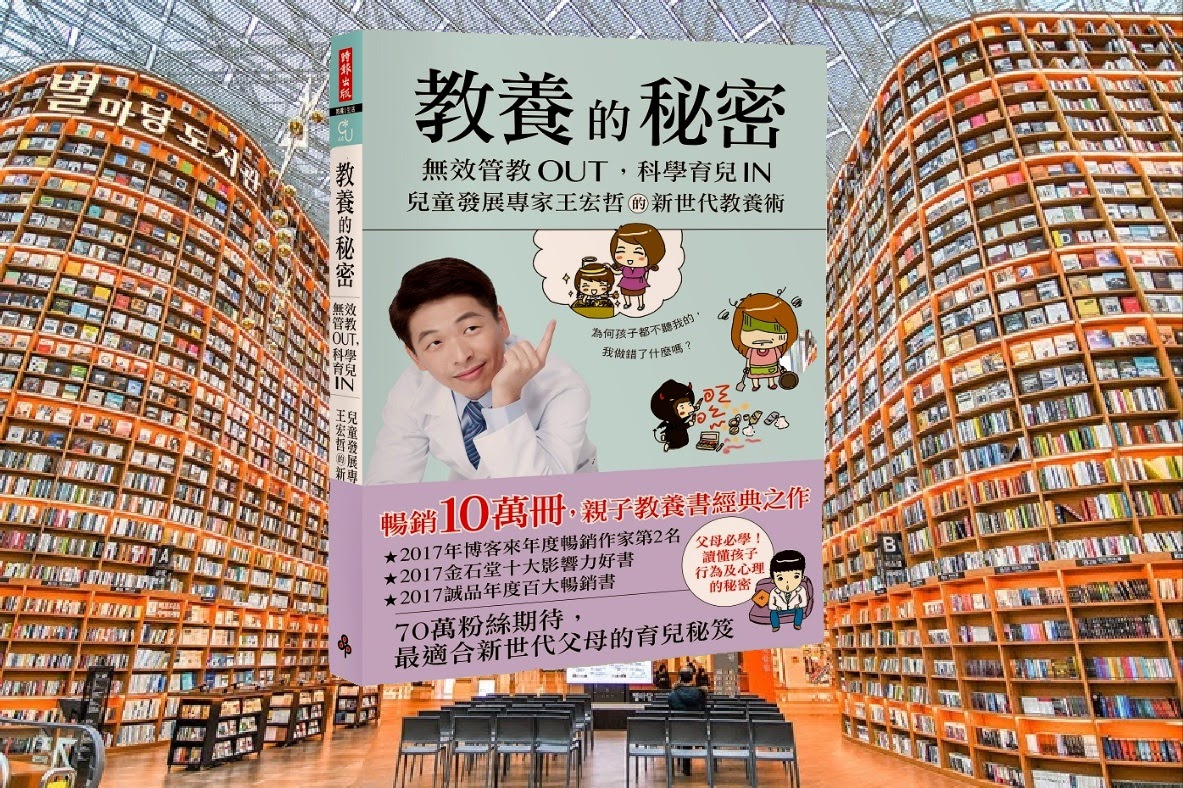 별마당도서관
時報出版
教養的秘密
無效管教OUT，科學育兒IN
兒童發展專家王宏哲的新世代教養術
為何孩子都不聽我的，
我做錯了什麼嗎？
暢銷10萬冊，親子教養書經典之作
★2017年博客來年度暢銷作家第2名
★2017金石堂十大影響力好書
★2017誠品年度百大暢銷書
父母必學！
讀懂孩子
行為及心理
的秘密
70萬粉絲期待，
最適合新世代父母的育兒秘笈
教養的秘密
無效管教OUT，科學育兒IN
兒童發展專
王宏哲的新
A
B